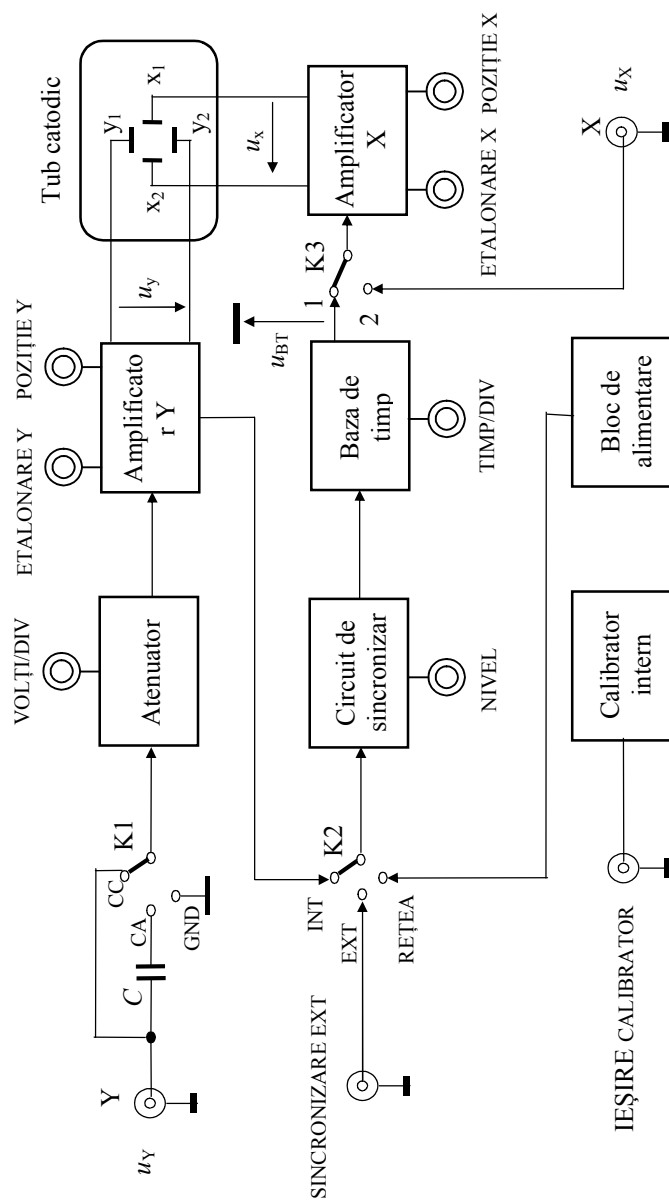 Tub catodic
y1
x1
x2
y2
uy
ux
VOLȚI/DIV
ETALONARE Y
POZIȚIE Y
Y
uY
C
CC
CA
GND
K1
Atenuator
Amplificato
r Y
SINCRONIZARE EXT
INT
EXT
REȚEA
K2
Circuit de
sincronizar
NIVEL
Baza de
timp
TIMP/DIV
uBT
1
2
K3
Amplificator
X
ETALONARE X
POZIȚIE X
IEȘIRE CALIBRATOR
Calibrator
intern
Bloc de
alimentare
X
uX